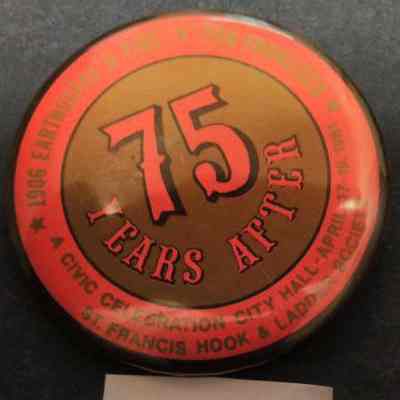 ★ 1906 EARTHQUAKE & FIRE ★ SAN FRANCISCO ★
75
YEARS AFTER
A CIVIC CELEBRATION CITY HALL-APRIL 17
ST. FRANCIS HOOK & LADDER SOCIETY